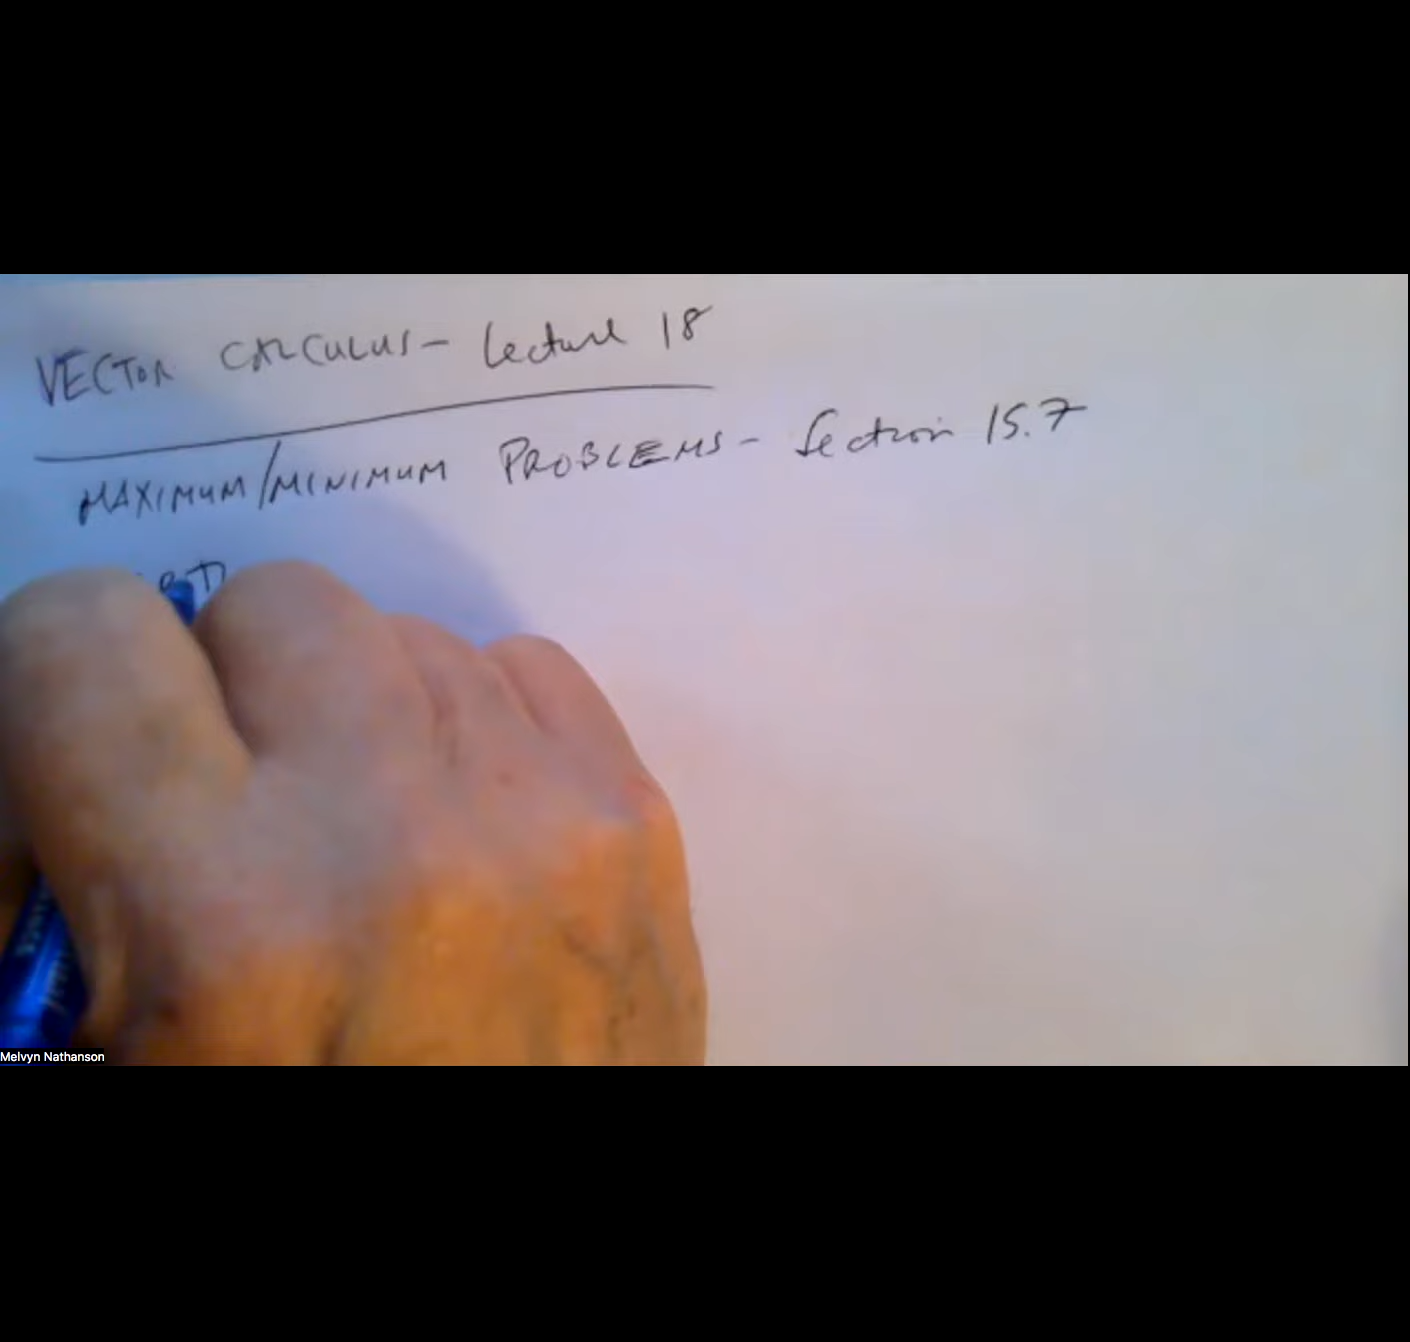 VECTOR CALCULUS - Lecture 18
MAXIMUM/MINIMUM PROBLEMS - Section 15.7
Melvyn Nathanson